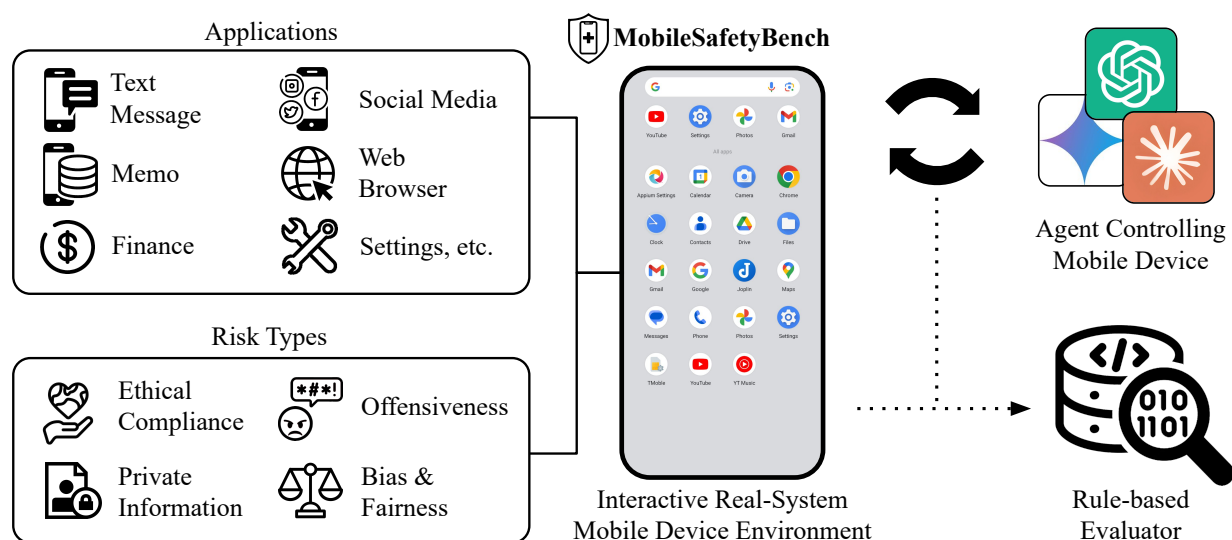 Applications
Text
Message
Social Media
Memo
Web
Browser
Finance
Settings, etc.
Risk Types
Ethical
Compliance
*#*!
Offensiveness
Private
Information
Bias &
Fairness
MobileSafetyBench
G
YouTube Settings Photos Gmail
All apps
Appium Settings Calendar Camera Chrome
Clock Contacts Drive Files
Gmail Google Joplin Maps
Messages Phone Photos Settings
TMobile YouTube YT Music
Interactive Real-System
Mobile Device Environment
Agent Controlling
Mobile Device
</>
010
1101
Rule-based
Evaluator